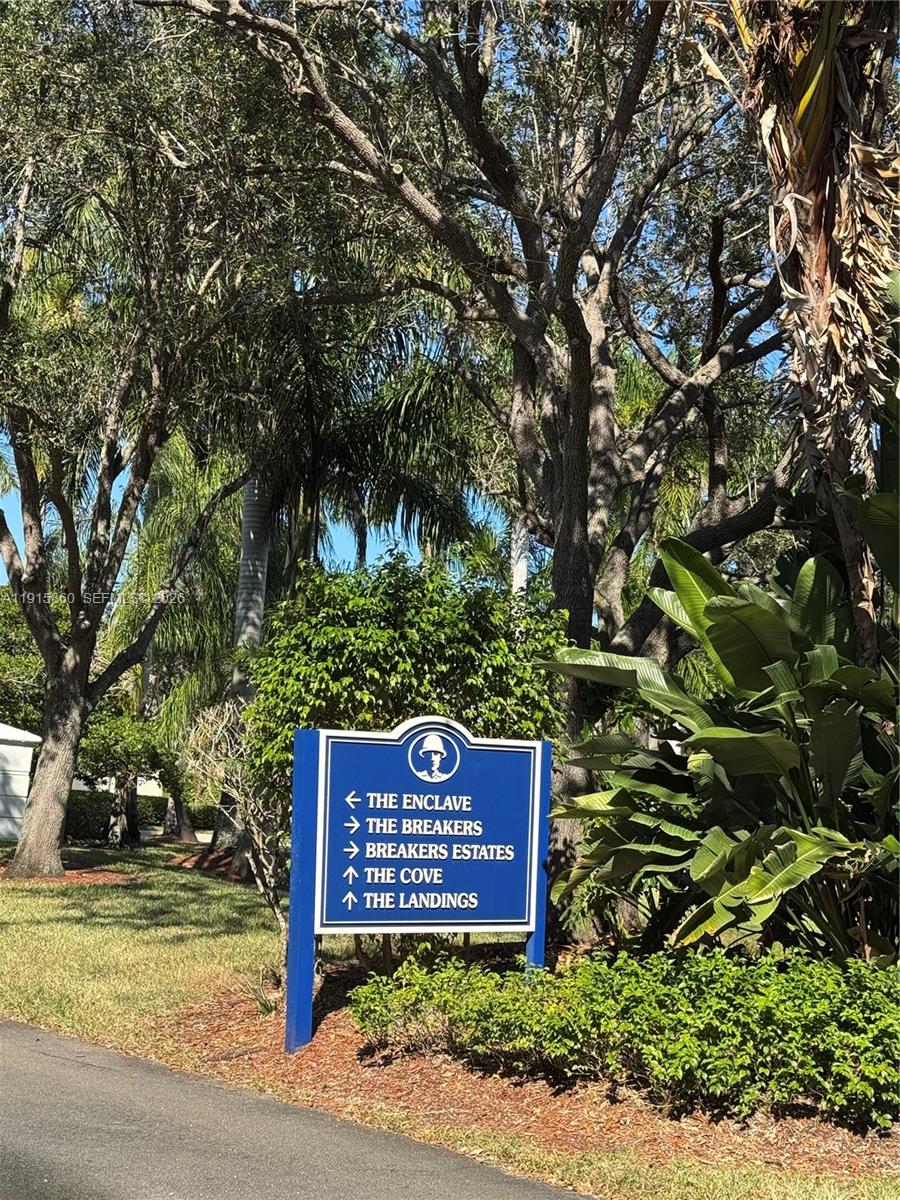 ← THE ENCLAVE
→ THE BREAKERS
→ BREAKERS ESTATES
↑ THE COVE
↑ THE LANDINGS